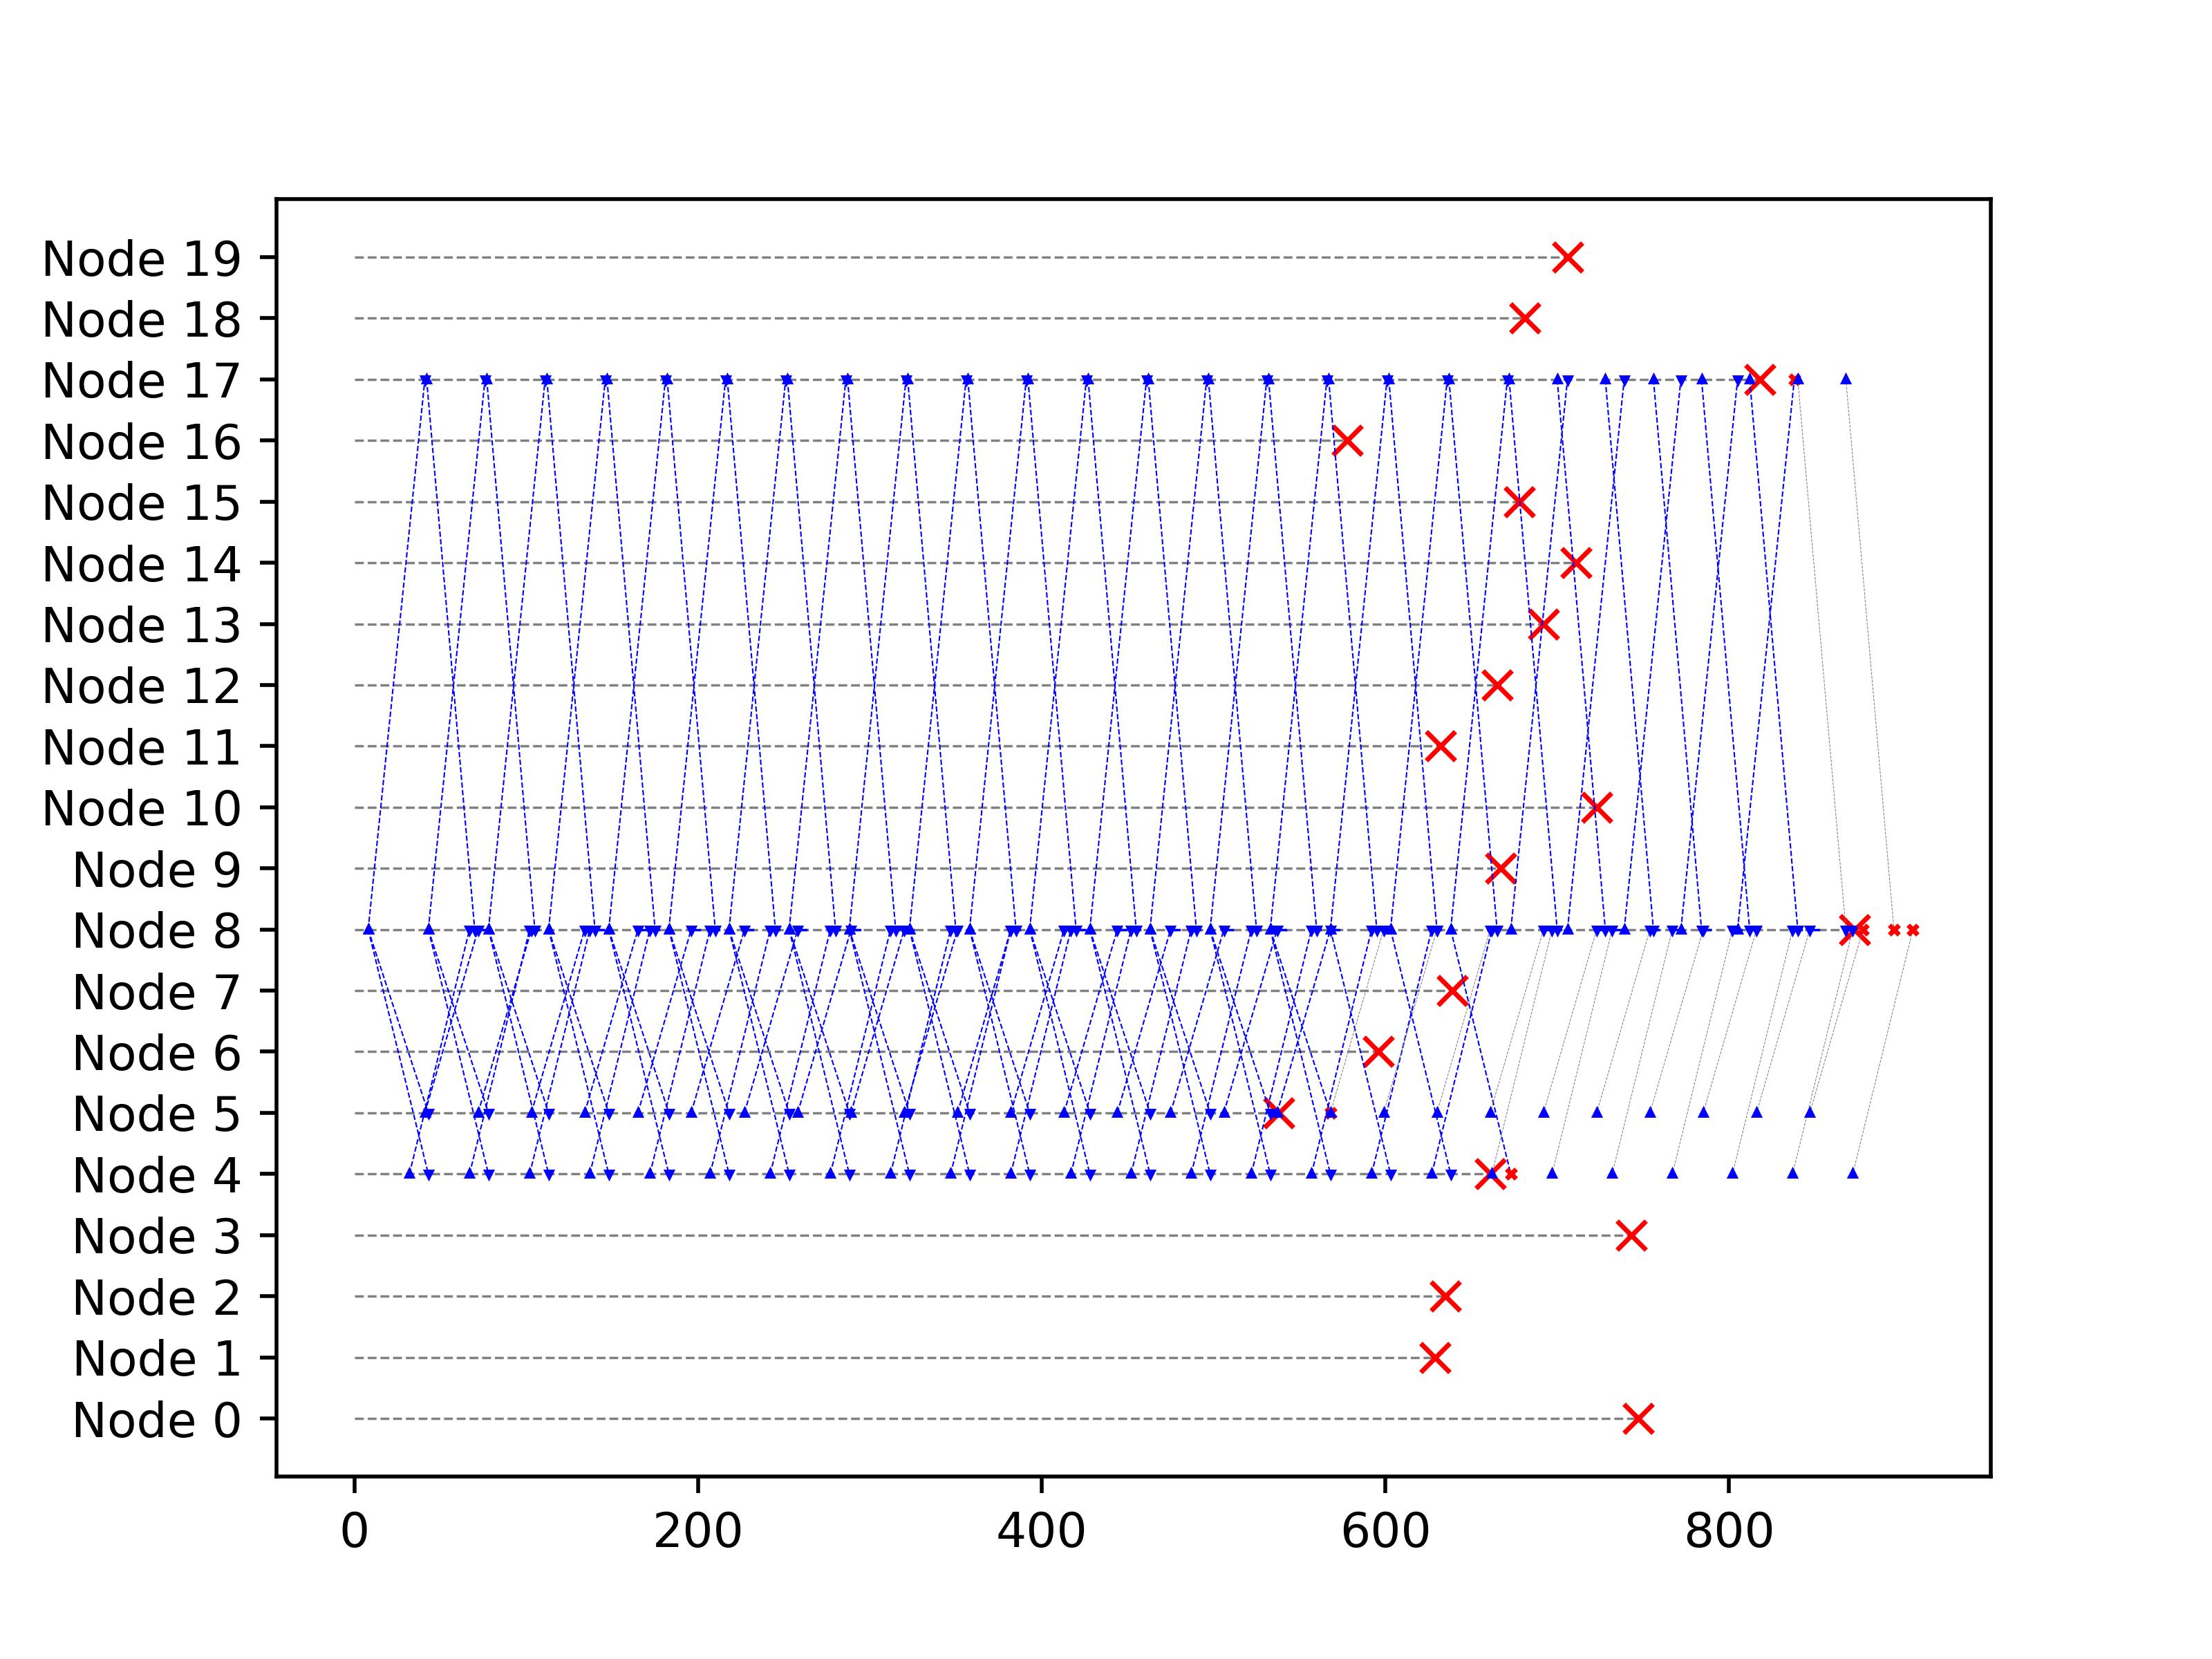 Node 19
Node 18
Node 17
Node 16
Node 15
Node 14
Node 13
Node 12
Node 11
Node 10
Node 9
Node 8
Node 7
Node 6
Node 5
Node 4
Node 3
Node 2
Node 1
Node 0
0 200 400 600 800